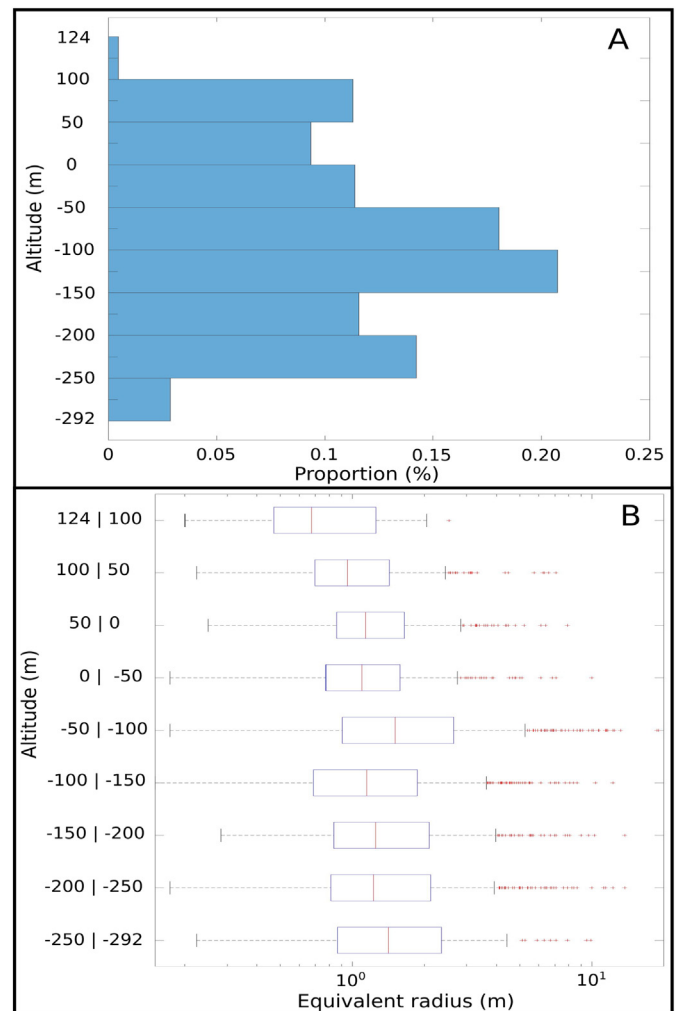 A
124
100
50
0
-50
-100
-150
-200
-250
-292
Altitude (m)
0 0.05 0.1 0.15 0.20 0.25
Proportion (%)
B
124 | 100
100 | 50
50 | 0
0 | -50
-50 | -100
-100 | -150
-150 | -200
-200 | -250
-250 | -292
Altitude (m)
10⁰ 10¹
Equivalent radius (m)